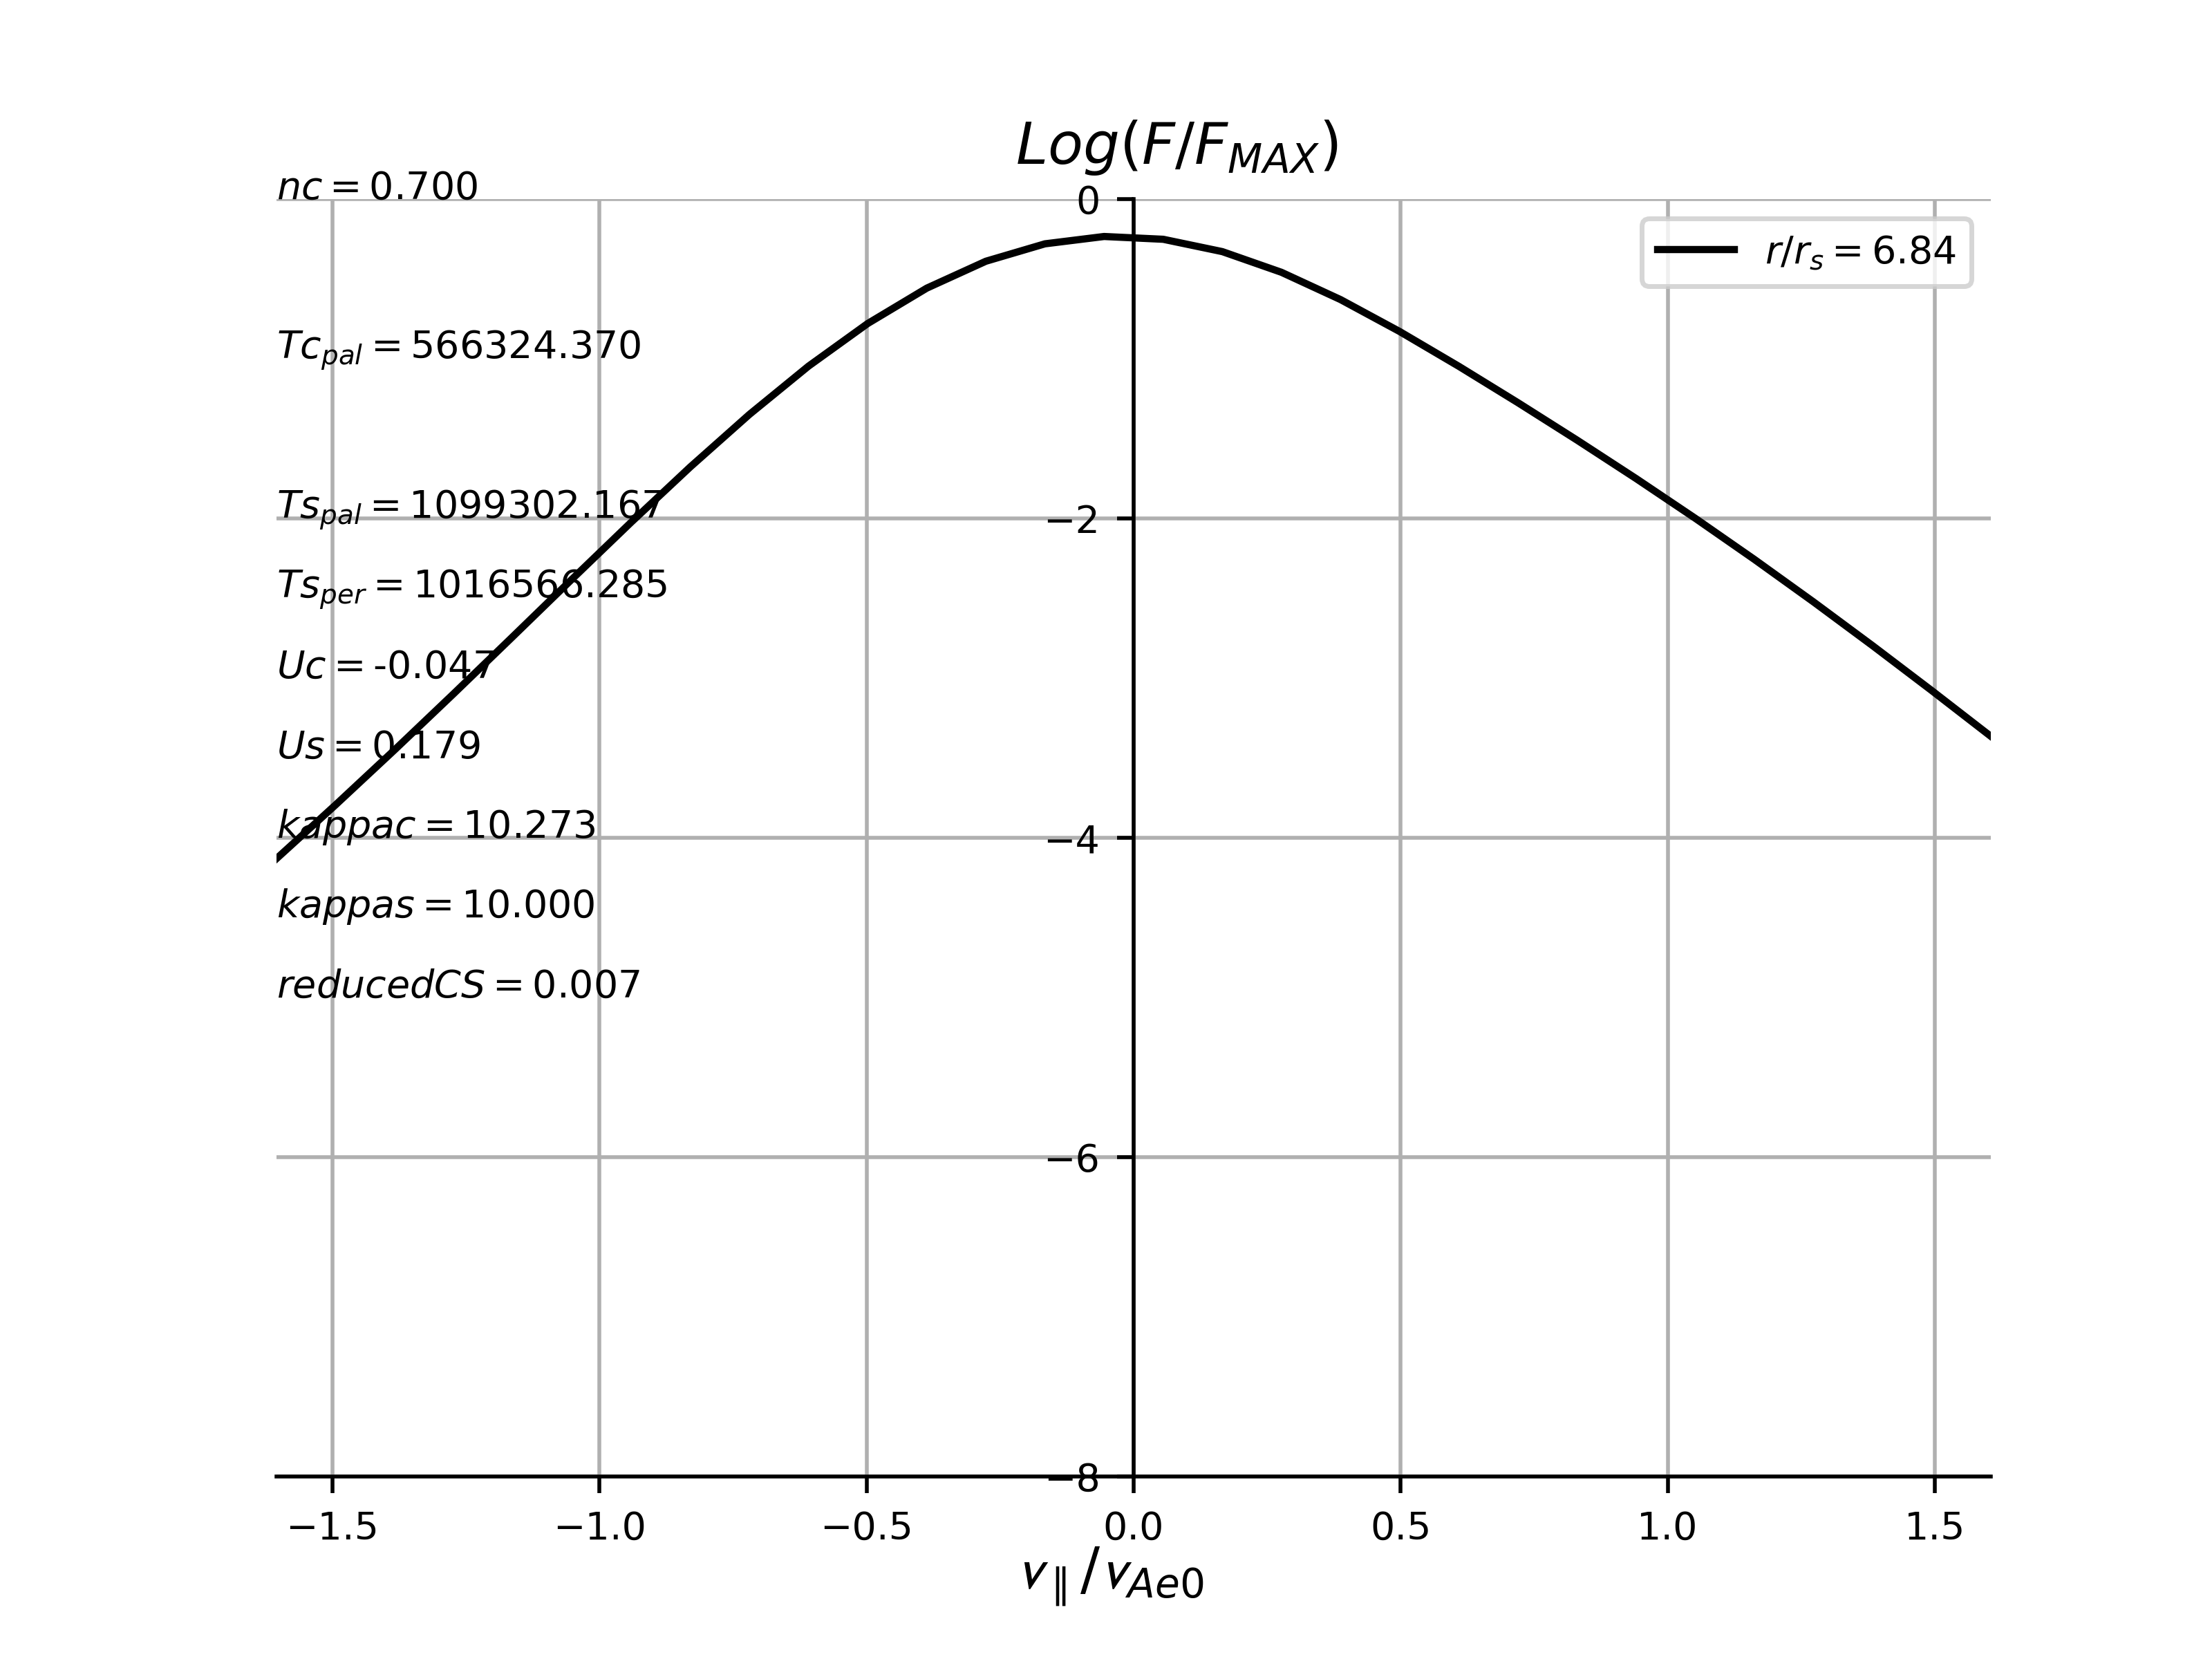 Log(F/F_MAX)
nc = 0.700
0
r/r_s = 6.84
Tc_pal = 566324.370
Ts_pal = 1099302.167
−2
Ts_per = 1016566.285
Uc = -0.047
Us = 0.179
kappac = 10.273
−4
kappas = 10.000
reducedCS = 0.007
−6
−8
−1.5 −1.0 −0.5 0.0 0.5 1.0 1.5
v_∥/v_Ae0